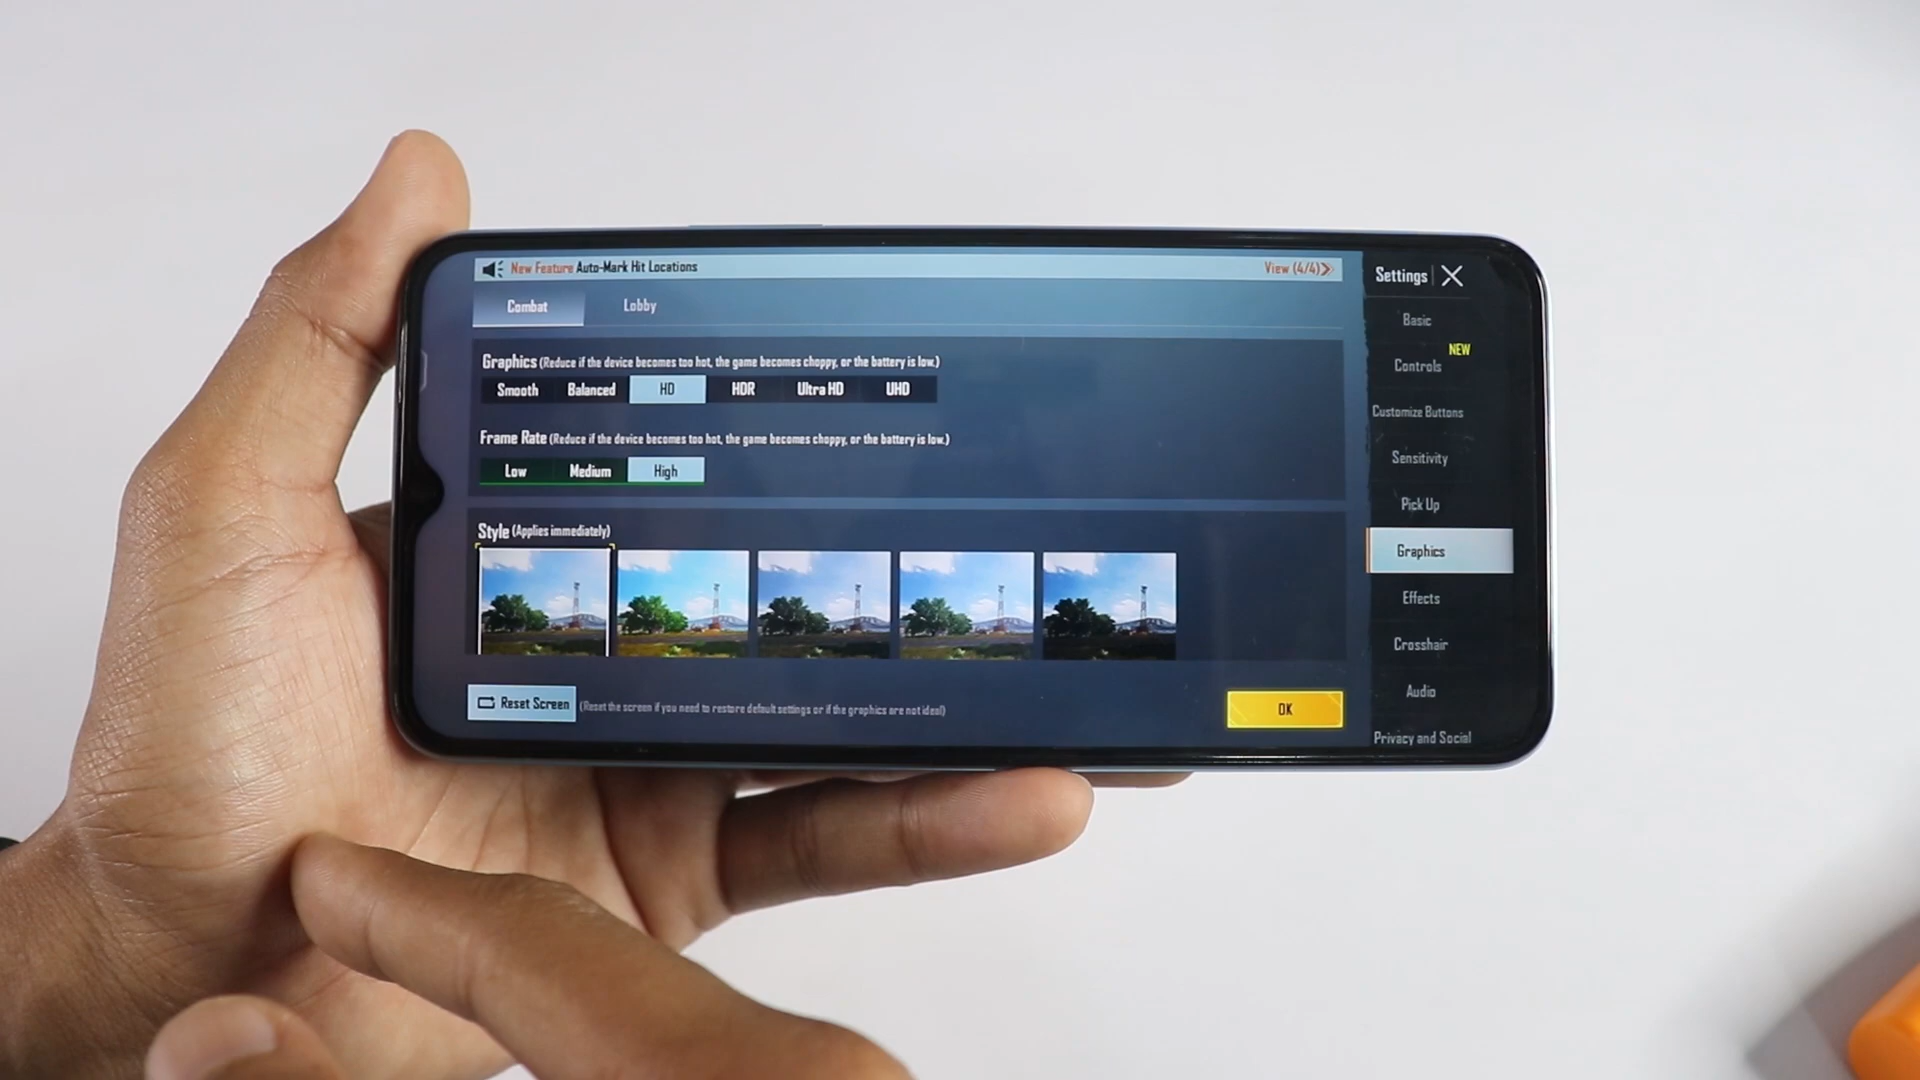 New Feature Auto-Mark Hit Locations
View (4/4)
Combat
Lobby
Graphics (Reduce if the device becomes too hot, the game becomes choppy, or the battery is low.)
Smooth
Balanced
HD
HDR
Ultra HD
UHD
Frame Rate (Reduce if the device becomes too hot, the game becomes choppy, or the battery is low.)
Low
Medium
High
Style (Applies immediately)
Reset Screen
(Reset the screen if you need to restore default settings or if the graphics are not ideal)
OK
Settings
Basic
NEW
Controls
Customize Buttons
Sensitivity
Pick Up
Graphics
Effects
Crosshair
Audio
Privacy and Social